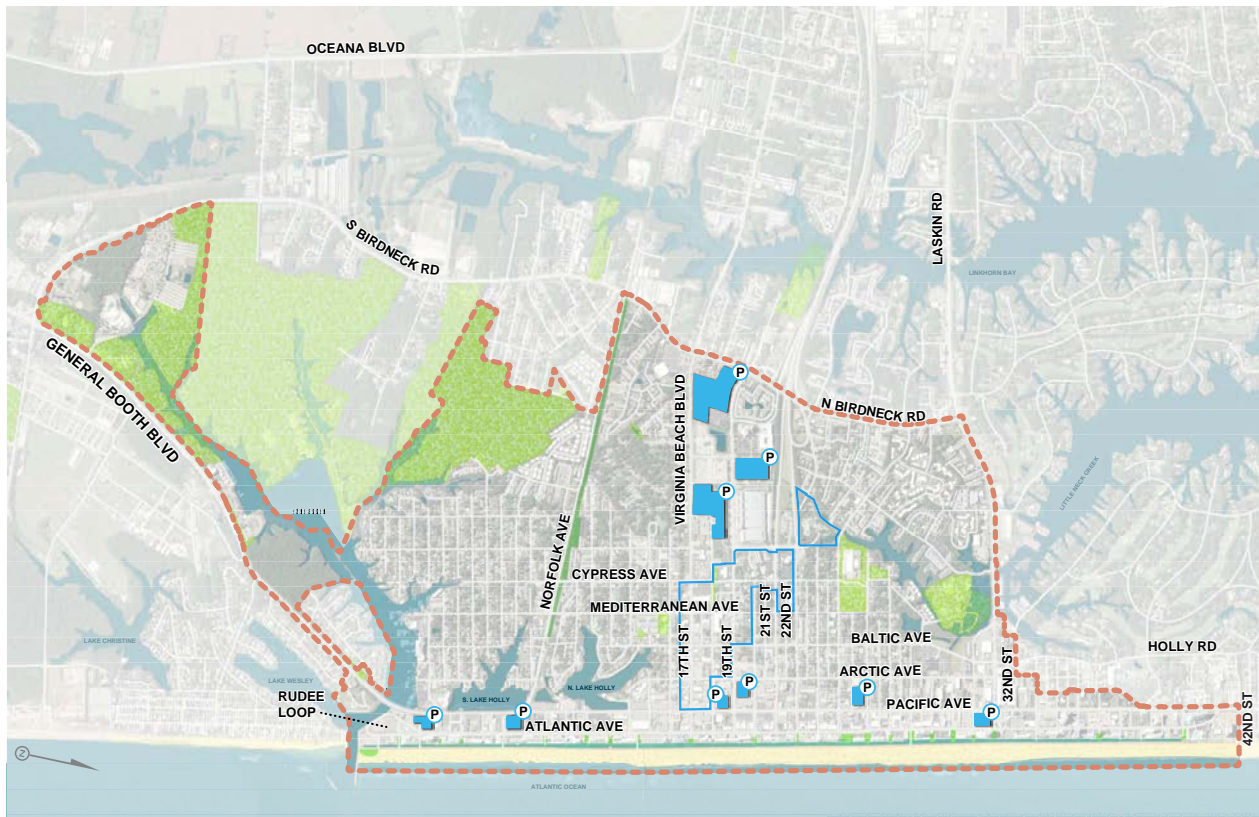 OCEANA BLVD
S BIRDNECK RD
LASKIN RD
LINKHORN BAY
GENERAL BOOTH BLVD
VIRGINIA BEACH BLVD
P
N BIRDNECK RD
P
P
LITTLE NECK CREEK
NORFOLK AVE
CYPRESS AVE
MEDITERRANEAN AVE
21ST ST
22ND ST
17TH ST
19TH ST
BALTIC AVE
HOLLY RD
LAKE CHRISTINE
LAKE WESLEY
ARCTIC AVE
32ND ST
RUDEE
LOOP
S. LAKE HOLLY
N. LAKE HOLLY
P
P
P
PACIFIC AVE
P
P
P
ATLANTIC AVE
42ND ST
Z
ATLANTIC OCEAN